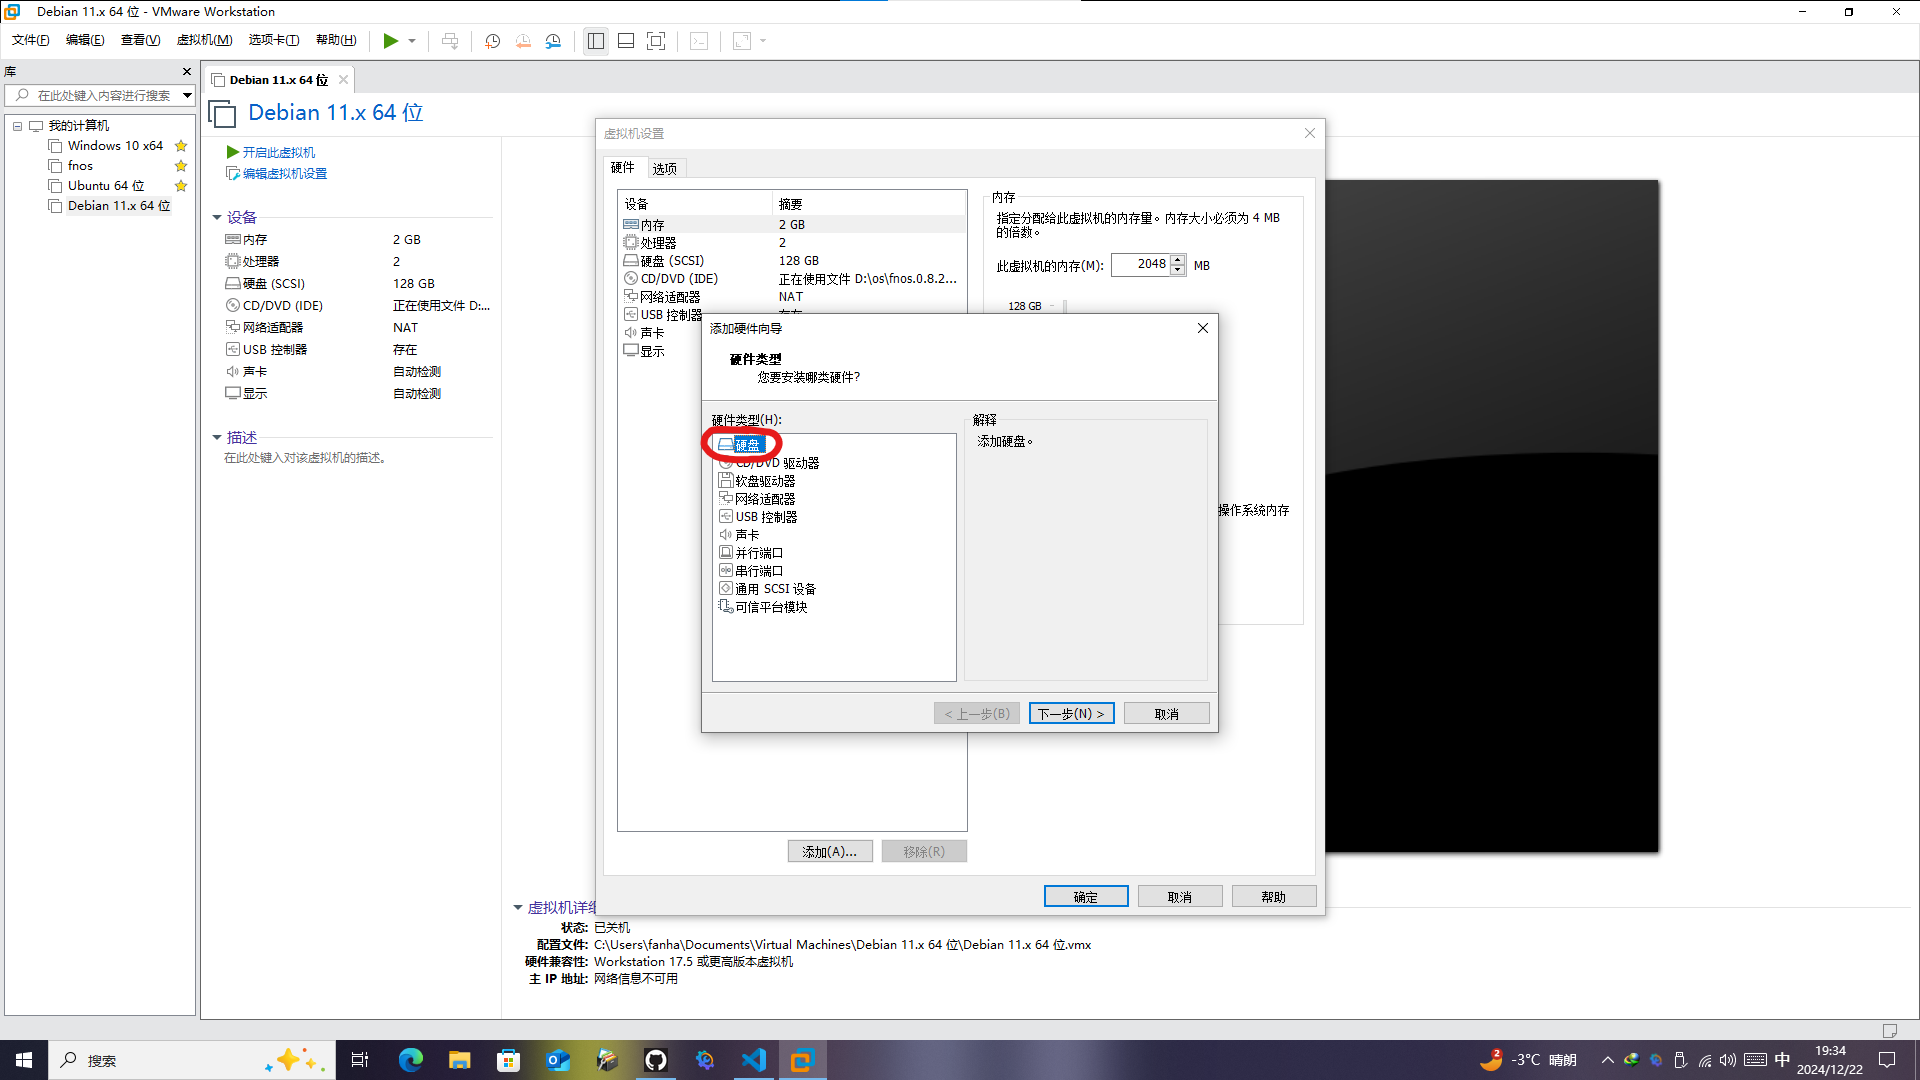 Debian 11.x 64 位 - VMware Workstation
文件(F) 编辑(E) 查看(V) 虚拟机(M) 选项卡(T) 帮助(H)
库
在此处键入内容进行搜索
我的计算机
Windows 10 x64
fnos
Ubuntu 64 位
Debian 11.x 64 位
Debian 11.x 64 位
Debian 11.x 64 位
开启此虚拟机
编辑虚拟机设置
设备
内存 2 GB
处理器 2
硬盘 (SCSI) 128 GB
CD/DVD (IDE) 正在使用文件 D:...
网络适配器 NAT
USB 控制器 存在
声卡 自动检测
显示 自动检测
描述
在此处键入对该虚拟机的描述。
虚拟机设置
硬件 选项
设备 摘要
内存 2 GB
处理器 2
硬盘 (SCSI) 128 GB
CD/DVD (IDE) 正在使用文件 D:\os\fnos.0.8.2...
网络适配器 NAT
USB 控制器
声卡
显示
内存
指定分配给此虚拟机的内存量。内存大小必须为 4 MB
的倍数。
此虚拟机的内存(M): 2048 MB
128 GB
操作系统内存
添加硬件向导
硬件类型
您要安装哪类硬件?
硬件类型(H):
硬盘
CD/DVD 驱动器
软盘驱动器
网络适配器
USB 控制器
声卡
并行端口
串行端口
通用 SCSI 设备
可信平台模块
解释
添加硬盘。
< 上一步(B) 下一步(N) > 取消
添加(A)... 移除(R)
确定 取消 帮助
虚拟机详细
状态: 已关机
配置文件: C:\Users\fanha\Documents\Virtual Machines\Debian 11.x 64 位\Debian 11.x 64 位.vmx
硬件兼容性: Workstation 17.5 或更高版本虚拟机
主 IP 地址: 网络信息不可用
搜索
2
-3°C 晴朗
中
19:34
2024/12/22